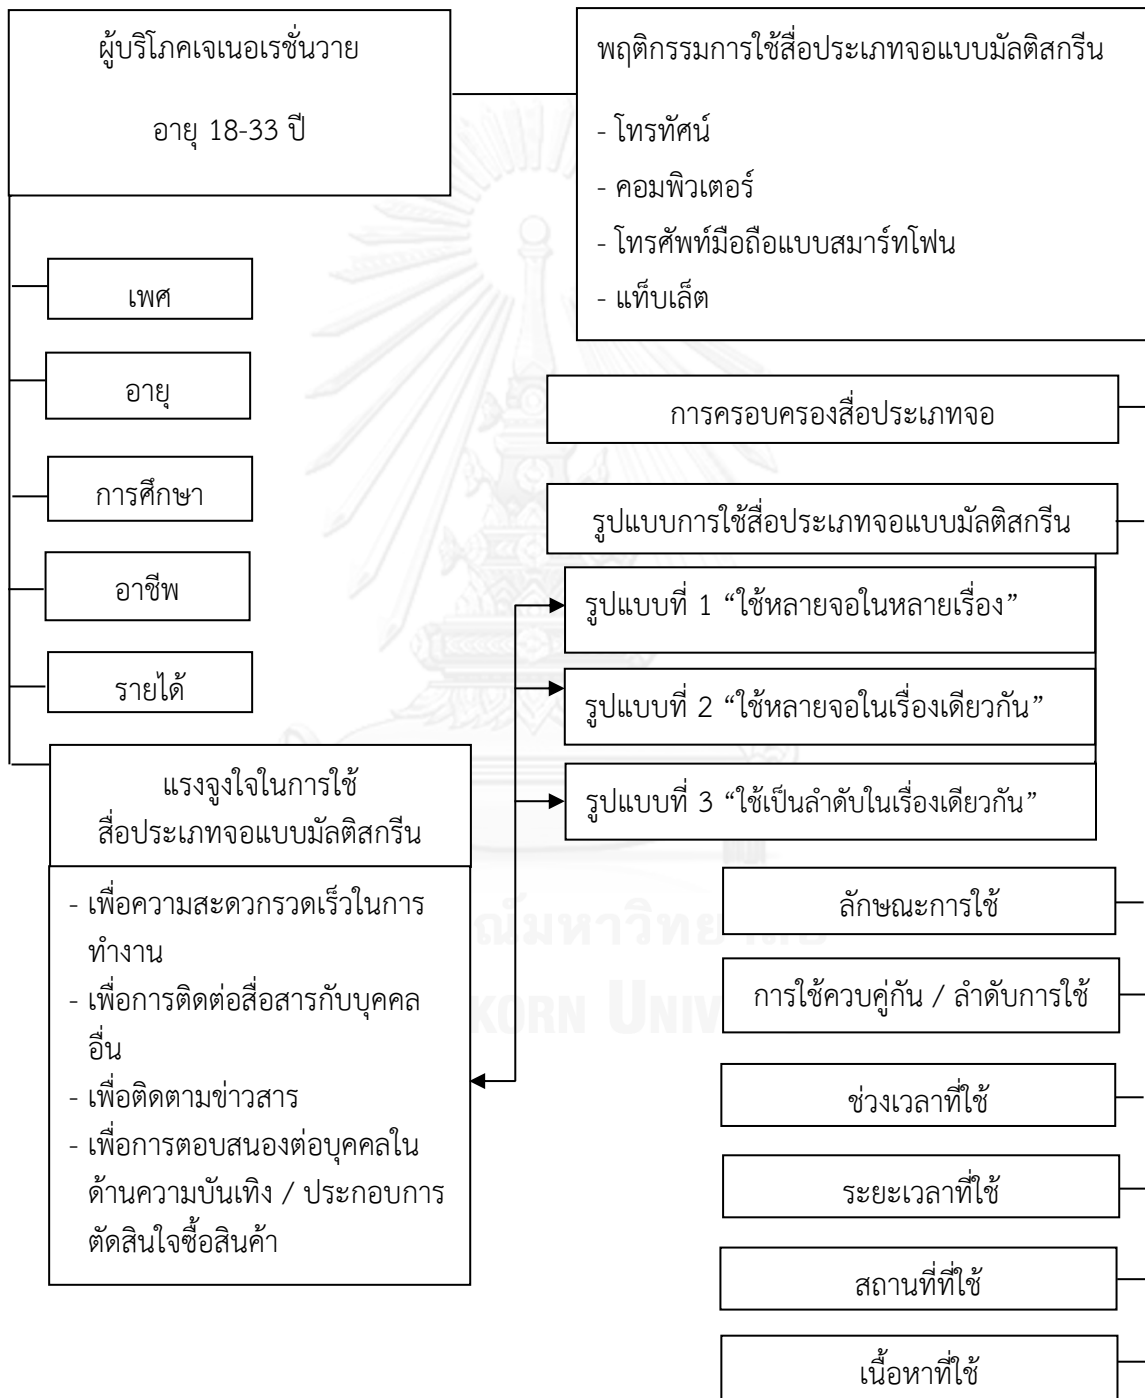 ผู้บริโภคเจเนอเรชั่นวาย
อายุ 18-33 ปี
พฤติกรรมการใช้สื่อประเภทจอแบบมัลติสกรีน
- โทรทัศน์
- คอมพิวเตอร์
- โทรศัพท์มือถือแบบสมาร์ทโฟน
- แท็บเล็ต
เพศ
อายุ
การศึกษา
อาชีพ
รายได้
แรงจูงใจในการใช้
สื่อประเภทจอแบบมัลติสกรีน
- เพื่อความสะดวกรวดเร็วในการ
ทำงาน
- เพื่อการติดต่อสื่อสารกับบุคคล
อื่น
- เพื่อติดตามข่าวสาร
- เพื่อการตอบสนองต่อบุคคลใน
ด้านความบันเทิง / ประกอบการ
ตัดสินใจซื้อสินค้า
การครอบครองสื่อประเภทจอ
รูปแบบการใช้สื่อประเภทจอแบบมัลติสกรีน
รูปแบบที่ 1 “ใช้หลายจอในหลายเรื่อง”
รูปแบบที่ 2 “ใช้หลายจอในเรื่องเดียวกัน”
รูปแบบที่ 3 “ใช้เป็นลำดับในเรื่องเดียวกัน”
ลักษณะการใช้
การใช้ควบคู่กัน / ลำดับการใช้
ช่วงเวลาที่ใช้
ระยะเวลาที่ใช้
สถานที่ที่ใช้
เนื้อหาที่ใช้